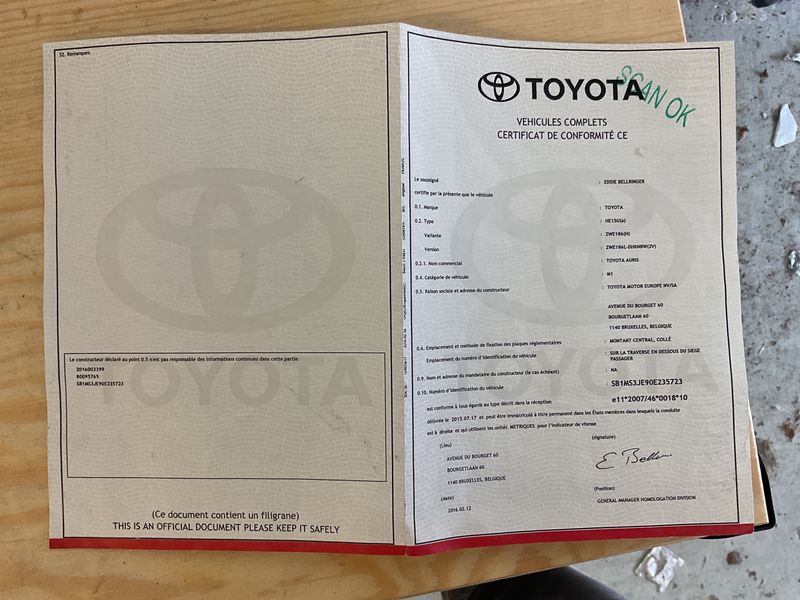 52. Remarques:
Le constructeur déclaré au point 0.5 n'est pas responsable des informations contenues dans cette partie.
2016003399
80095765
SB1MS3JE90E235723
(Ce document contient un filigrane)
THIS IS AN OFFICIAL DOCUMENT PLEASE KEEP IT SAFELY
TOYOTA
SCAN OK
VEHICULES COMPLETS
CERTIFICAT DE CONFORMITÉ CE
Le soussigné : EDDIE BELLRINGER
certifie par la présente que le véhicule
0.1. Marque : TOYOTA
0.2. Type : HE15U(a)
Variante : ZWE186(H)
Version : ZWE186L-DHXNBW(2V)
0.2.1. Nom commercial : TOYOTA AURIS
0.4. Catégorie de véhicule : M1
0.5. Raison sociale et adresse du constructeur : TOYOTA MOTOR EUROPE NV/SA
AVENUE DU BOURGET 60
BOURGETLAAN 60
1140 BRUXELLES, BELGIQUE
0.6. Emplacement et méthode de fixation des plaques réglementaires : MONTANT CENTRAL, COLLÉ
Emplacement du numéro d'identification du véhicule : SUR LA TRAVERSE EN DESSOUS DU SIEGE
PASSAGER
0.9. Nom et adresse du mandataire du constructeur (le cas échéant) : NA
0.10. Numéro d'identification du véhicule : SB1MS3JE90E235723
est conforme à tous égards au type décrit dans la réception e11*2007/46*0018*10
délivrée le 2015.07.17 et peut être immatriculé à titre permanent dans les États-membres dans lesquels la conduite
est à droite et qui utilisent les unités METRIQUES pour l'indicateur de vitesse
(Lieu) (signature)
AVENUE DU BOURGET 60
BOURGETLAAN 60
1140 BRUXELLES, BELGIQUE
E Bell
(Position)
(date) GENERAL MANAGER HOMOLOGATION DIVISION
2016.02.12
TOYOTA
TOYOTA